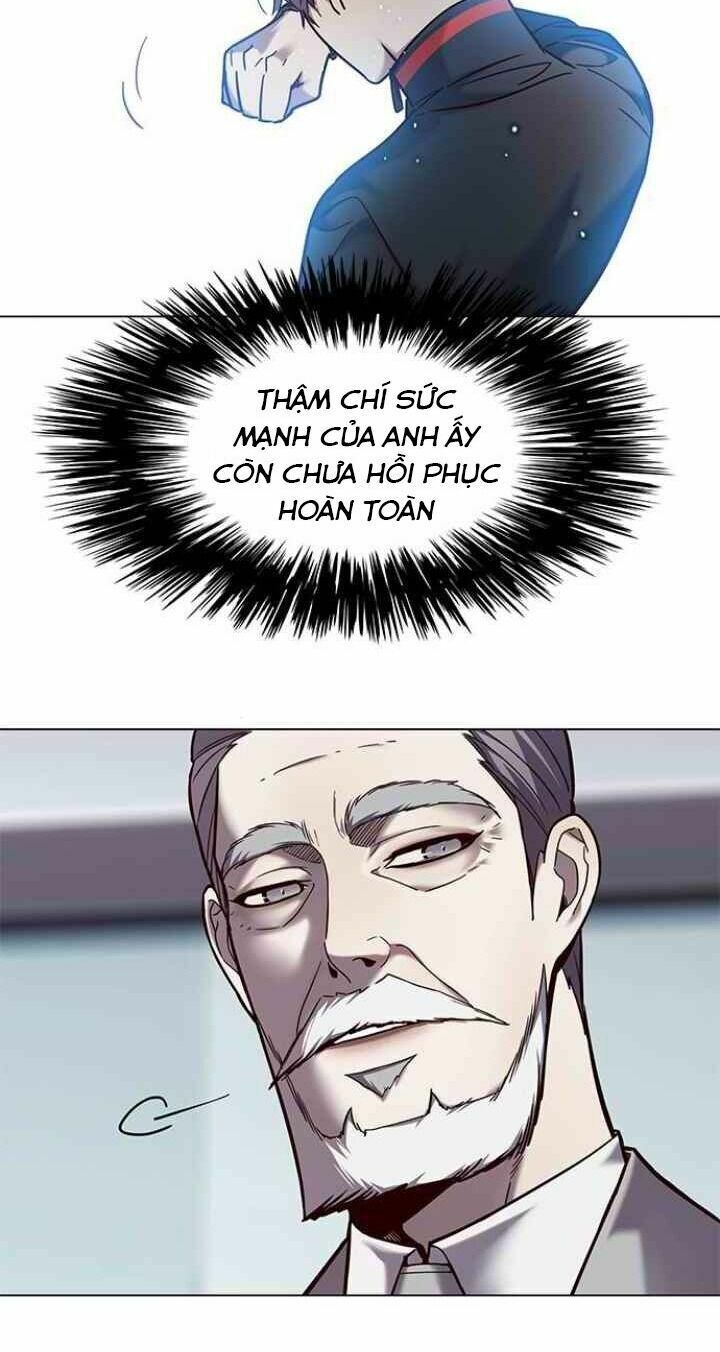 THẬM CHÍ SỨC
MẠNH CỦA ANH ẤY
CÒN CHƯA HỒI PHỤC
HOÀN TOÀN